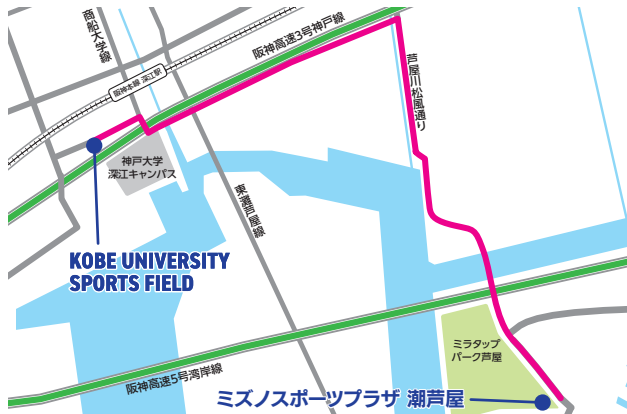 商船大学線
阪神高速3号神戸線
阪神本線 深江駅
芦屋川松風通り
神戸大学
深江キャンパス
東灘芦屋線
KOBE UNIVERSITY
SPORTS FIELD
ミラタップ
パーク芦屋
阪神高速5号湾岸線
ミズノスポーツプラザ 潮芦屋